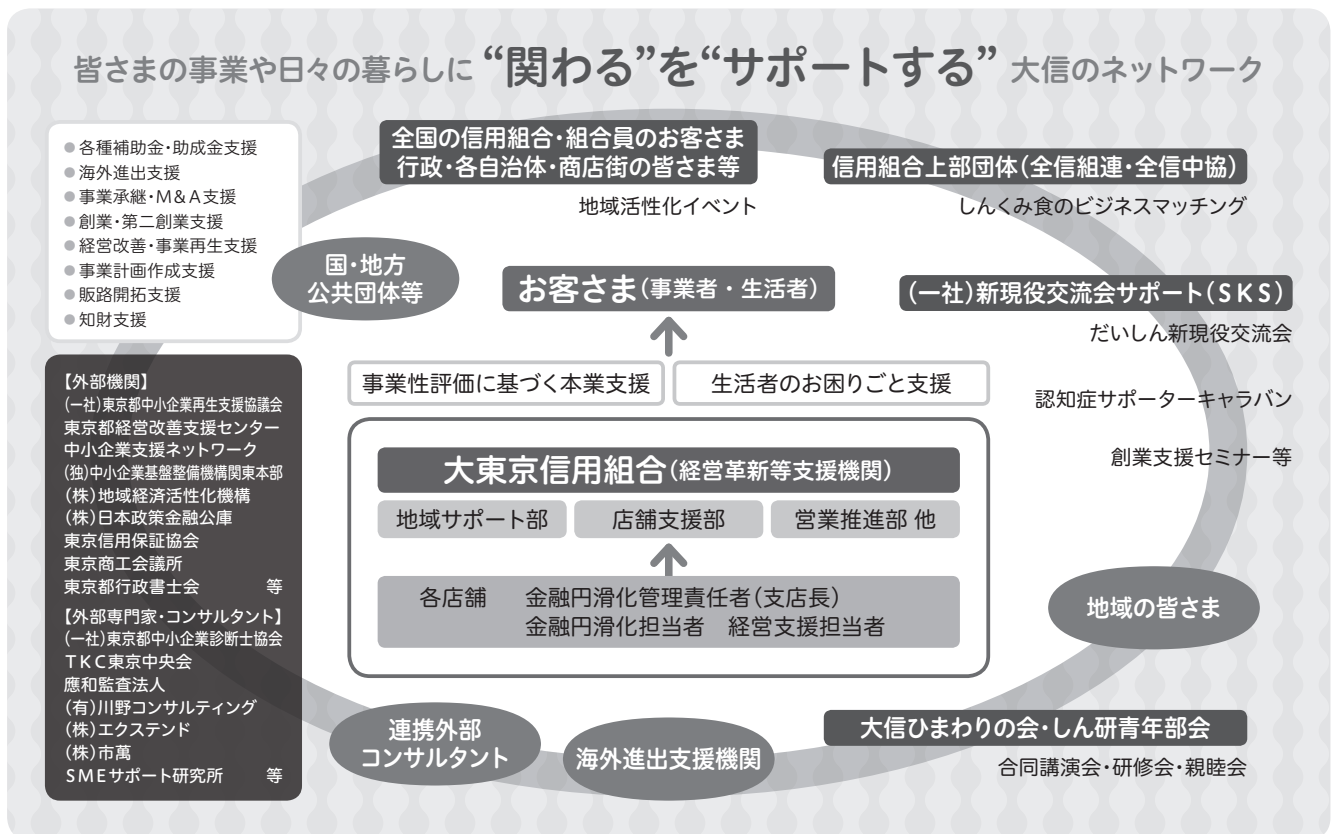 皆さまの事業や日々の暮らしに“関わる”を“サポートする”大信のネットワーク
●各種補助金・助成金支援
●海外進出支援
●事業承継・M&A支援
●創業・第二創業支援
●経営改善・事業再生支援
●事業計画作成支援
●販路開拓支援
●知財支援
全国の信用組合・組合員のお客さま
行政・各自治体・商店街の皆さま等
地域活性化イベント
信用組合上部団体(全信組連・全信中協)
しんくみ食のビジネスマッチング
国・地方
公共団体等
お客さま(事業者・生活者)
(一社)新現役交流会サポート(SKS)
だいしん新現役交流会
認知症サポーターキャラバン
創業支援セミナー等
事業性評価に基づく本業支援
生活者のお困りごと支援
大東京信用組合(経営革新等支援機関)
地域サポート部
店舗支援部
営業推進部 他
各店舗 金融円滑化管理責任者(支店長)
金融円滑化担当者 経営支援担当者
【外部機関】
(一社)東京都中小企業再生支援協議会
東京都経営改善支援センター
中小企業支援ネットワーク
(独)中小企業基盤整備機構関東本部
(株)地域経済活性化機構
(株)日本政策金融公庫
東京信用保証協会
東京商工会議所
東京都行政書士会 等
【外部専門家・コンサルタント】
(一社)東京都中小企業診断士協会
TKC東京中央会
應和監査法人
(有)川野コンサルティング
(株)エクステンド
(株)市萬
SMEサポート研究所 等
地域の皆さま
連携外部
コンサルタント
海外進出支援機関
大信ひまわりの会・しん研青年部会
合同講演会・研修会・親睦会